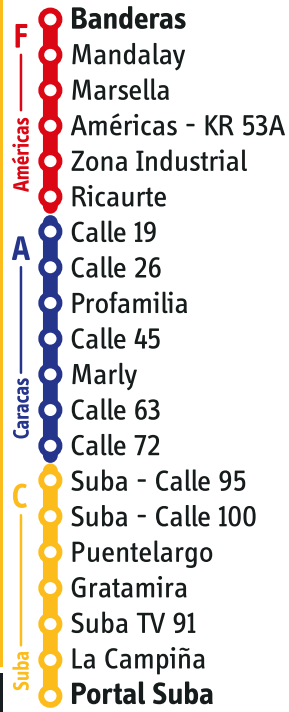 F
Américas
Banderas
Mandalay
Marsella
Américas - KR 53A
Zona Industrial
Ricaurte
A
Caracas
Calle 19
Calle 26
Profamilia
Calle 45
Marly
Calle 63
Calle 72
C
Suba
Suba - Calle 95
Suba - Calle 100
Puentelargo
Gratamira
Suba TV 91
La Campiña
Portal Suba